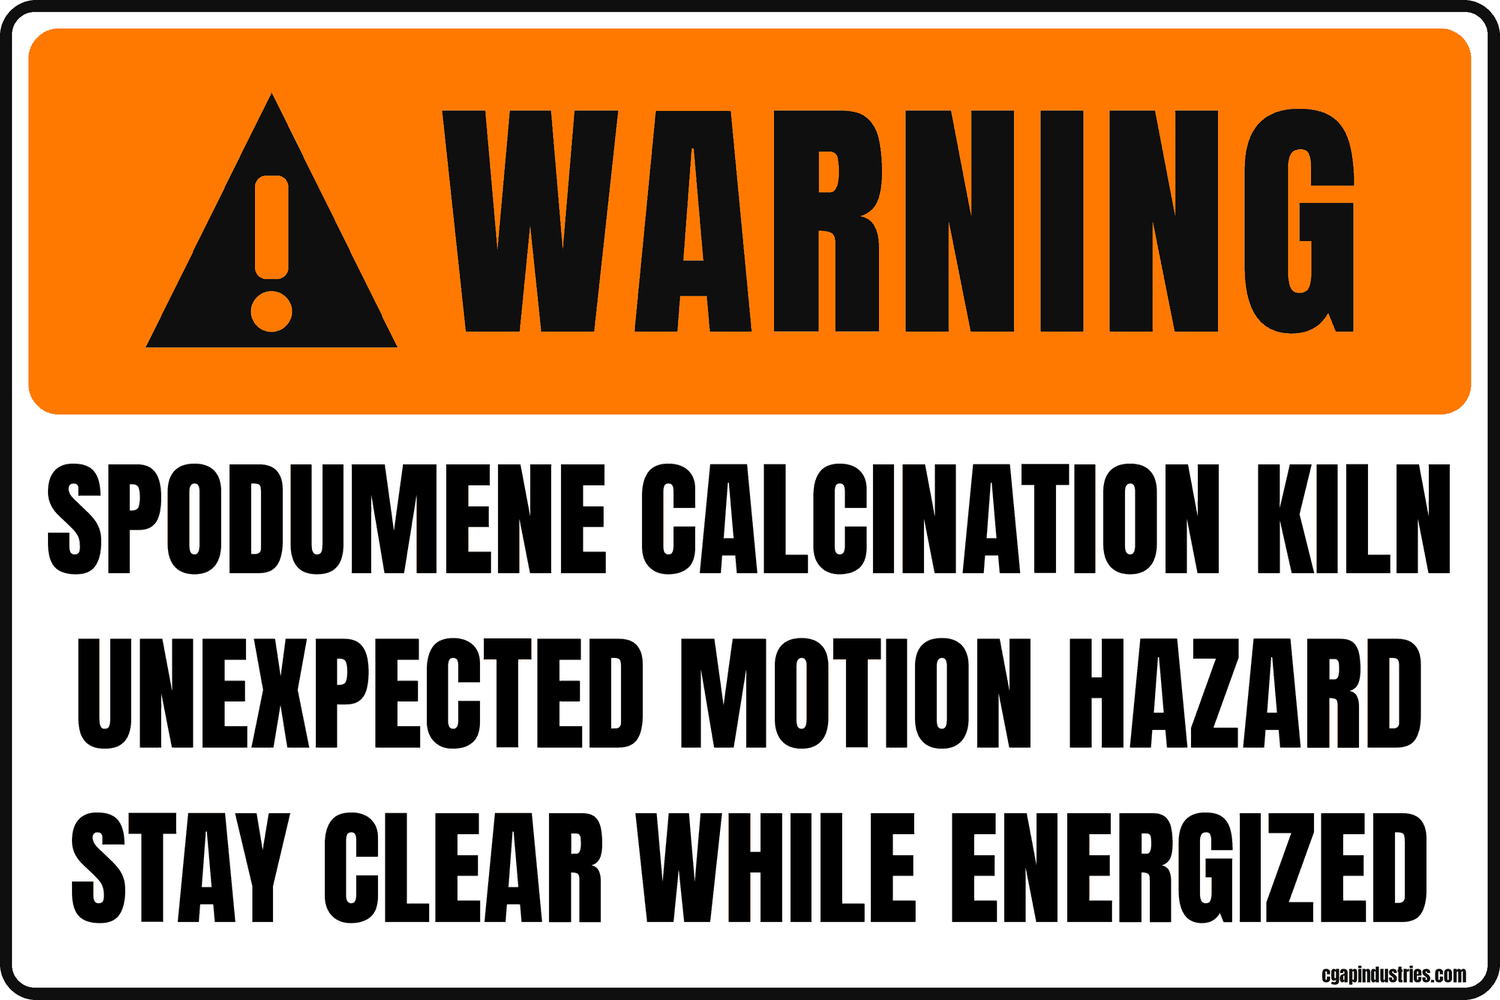 WARNING
SPODUMENE CALCINATION KILN
UNEXPECTED MOTION HAZARD
STAY CLEAR WHILE ENERGIZED
cgapindustries.com